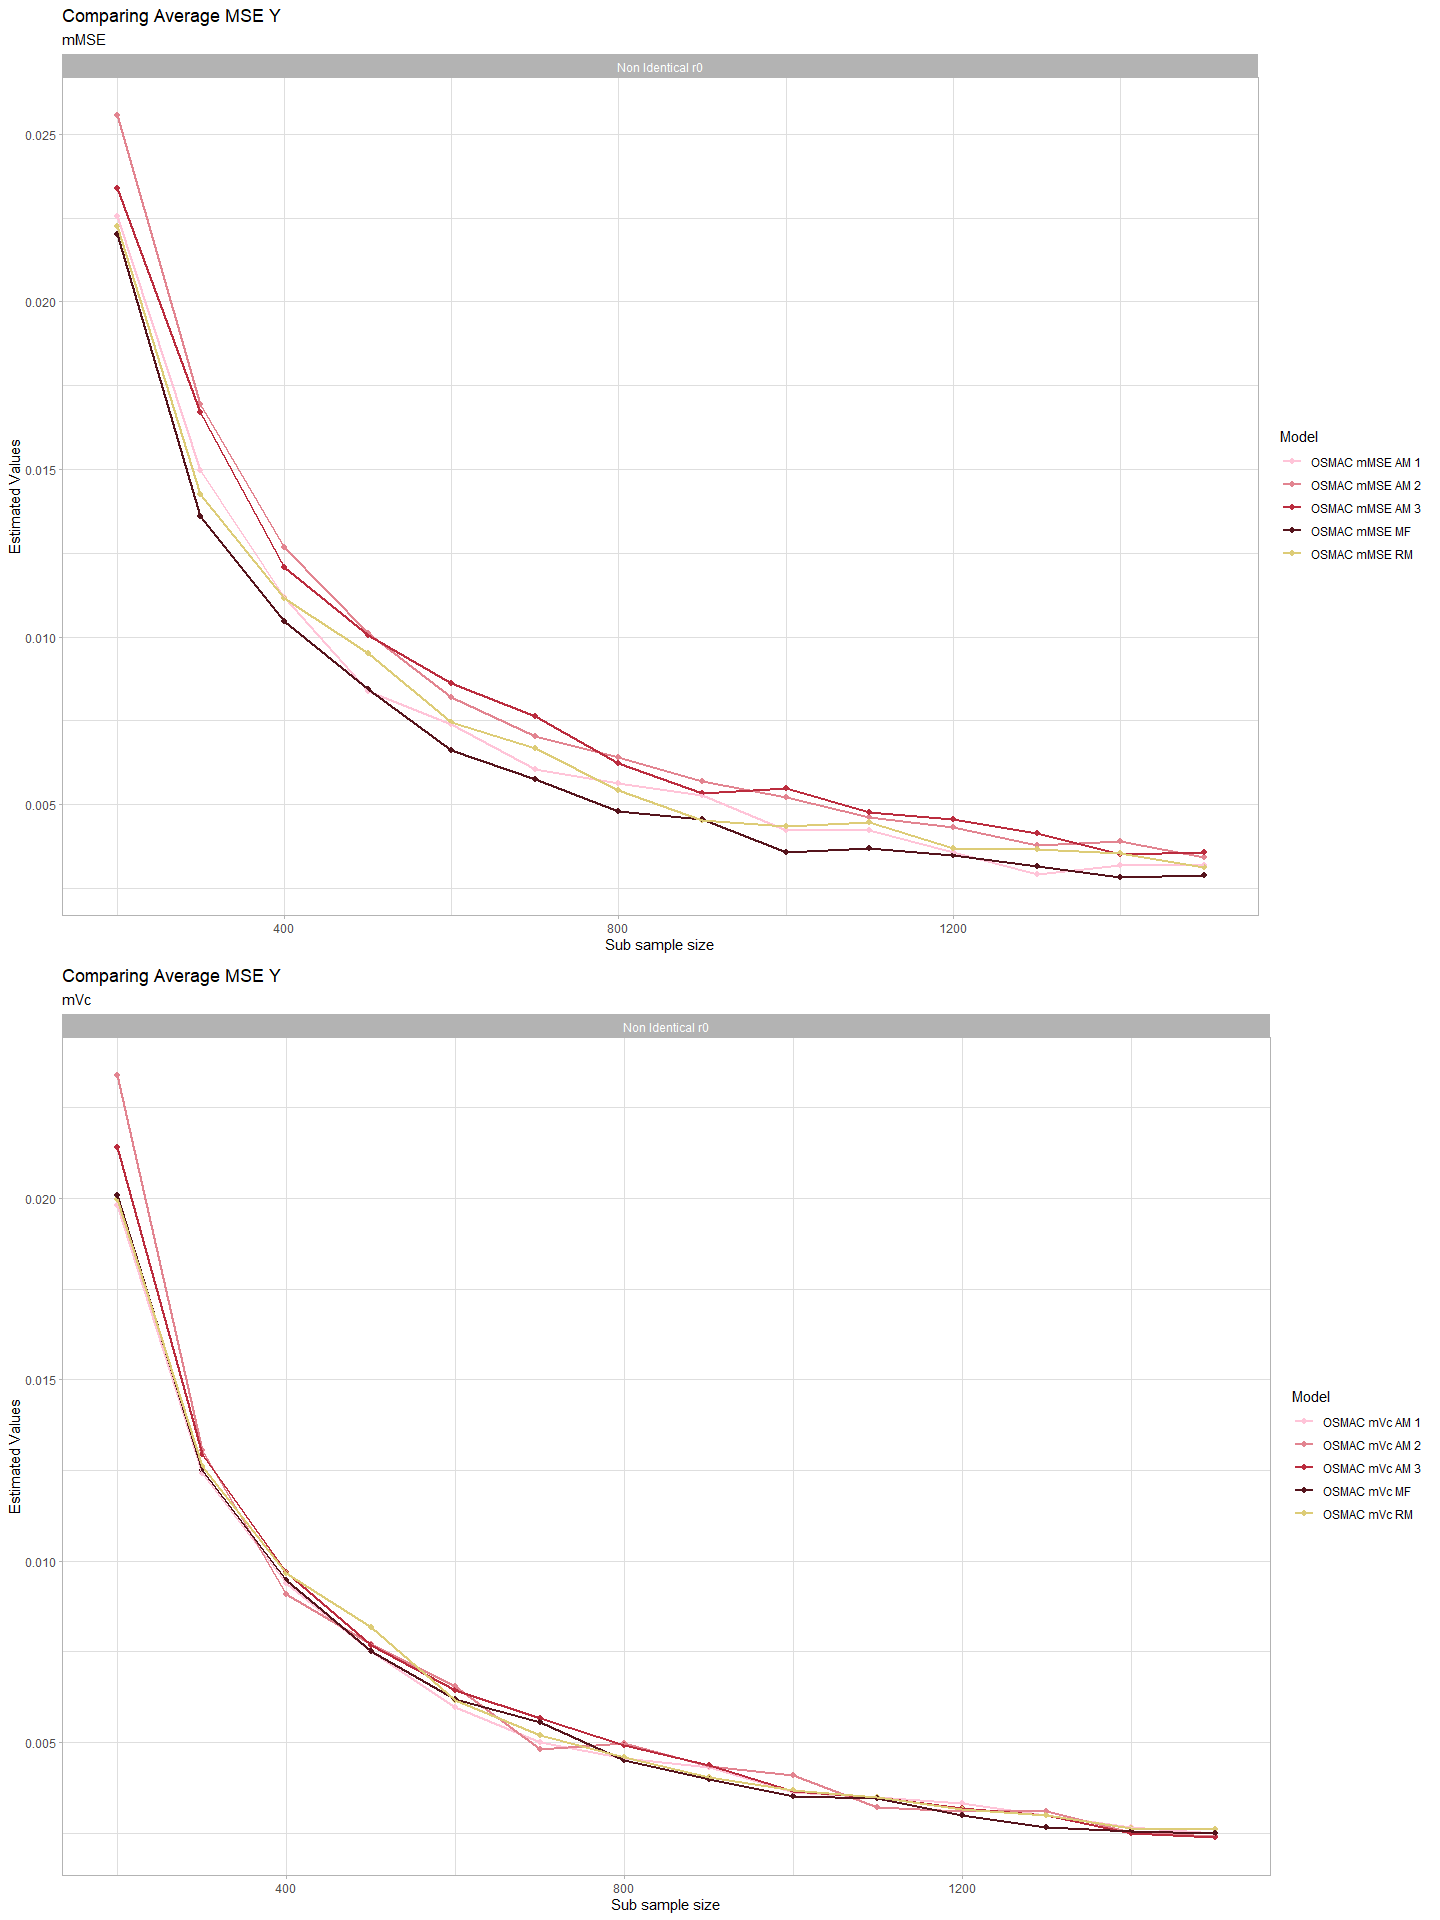 Comparing Average MSE Y
mMSE
Non Identical r0
0.025
0.020
0.015
0.010
0.005
Estimated Values
400
800
1200
Sub sample size
Model
OSMAC mMSE AM 1
OSMAC mMSE AM 2
OSMAC mMSE AM 3
OSMAC mMSE MF
OSMAC mMSE RM
Comparing Average MSE Y
mVc
Non Identical r0
0.020
0.015
0.010
0.005
Estimated Values
400
800
1200
Sub sample size
Model
OSMAC mVc AM 1
OSMAC mVc AM 2
OSMAC mVc AM 3
OSMAC mVc MF
OSMAC mVc RM